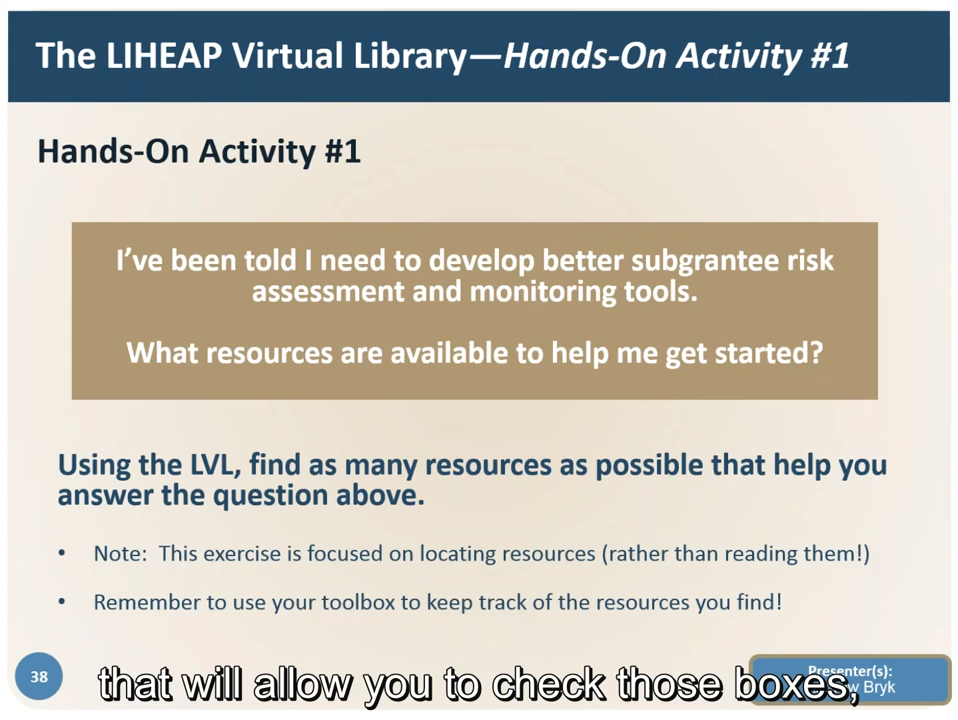 The LIHEAP Virtual Library—Hands-On Activity #1
Hands-On Activity #1
I've been told I need to develop better subgrantee risk
assessment and monitoring tools.
What resources are available to help me get started?
Using the LVL, find as many resources as possible that help you
answer the question above.
• Note: This exercise is focused on locating resources (rather than reading them!)
• Remember to use your toolbox to keep track of the resources you find!
38
that will allow you to check those boxes,
Presenter(s):
Bryk